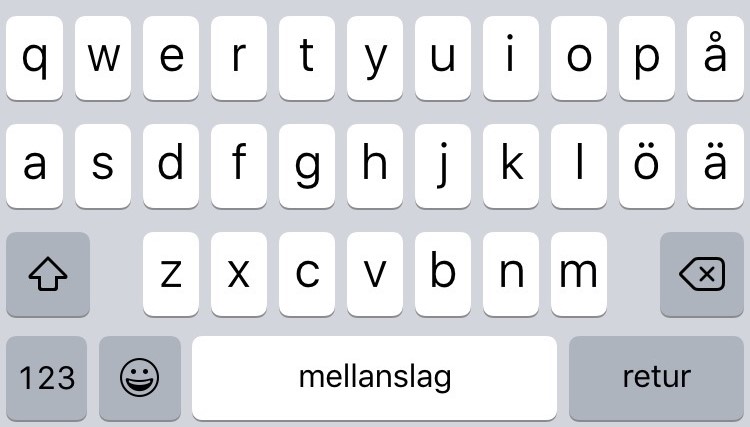 q w e r t y u i o p å
a s d f g h j k l ö ä
z x c v b n m
123 mellanslag retur